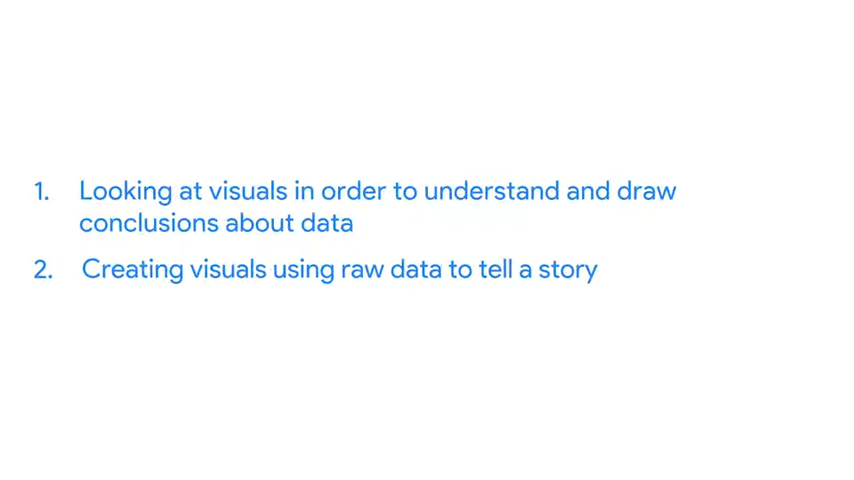 1. Looking at visuals in order to understand and draw
conclusions about data
2. Creating visuals using raw data to tell a story